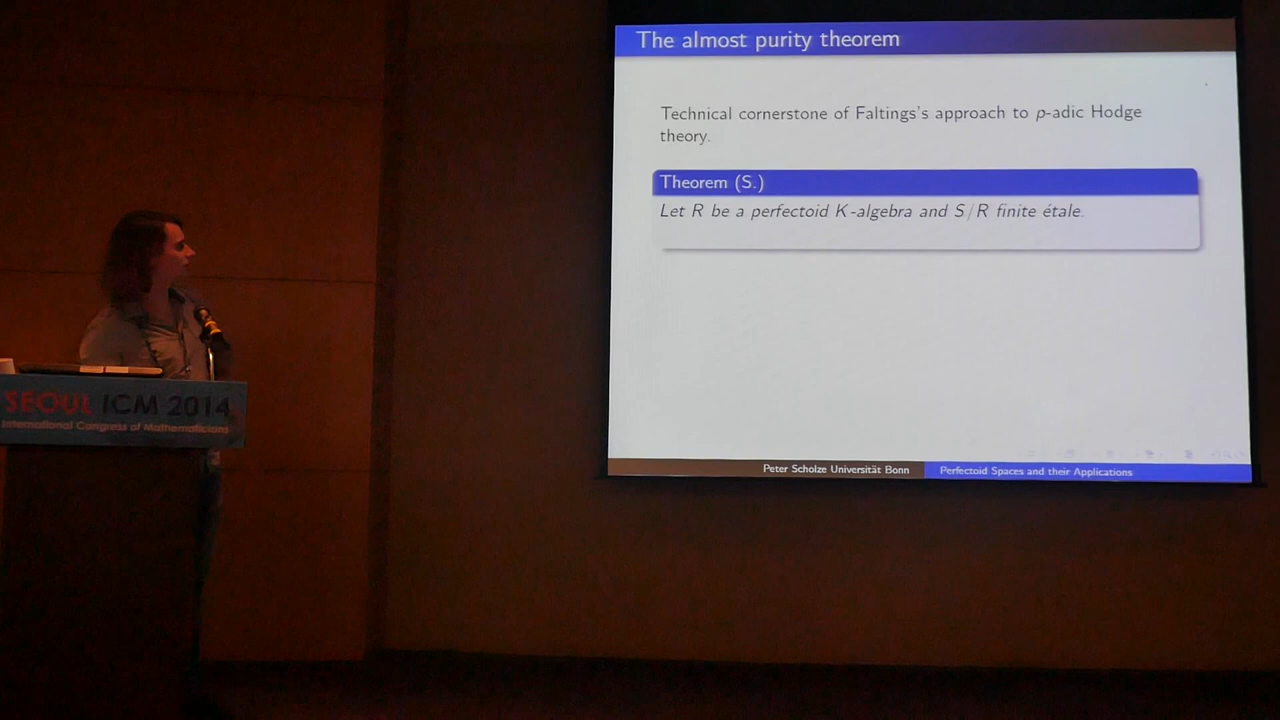 The almost purity theorem
Technical cornerstone of Faltings's approach to p-adic Hodge
theory.
Theorem (S.)
Let R be a perfectoid K-algebra and S/R finite étale.
Peter Scholze Universität Bonn
Perfectoid Spaces and their Applications
SEOUL ICM 2014
International Congress of Mathematicians